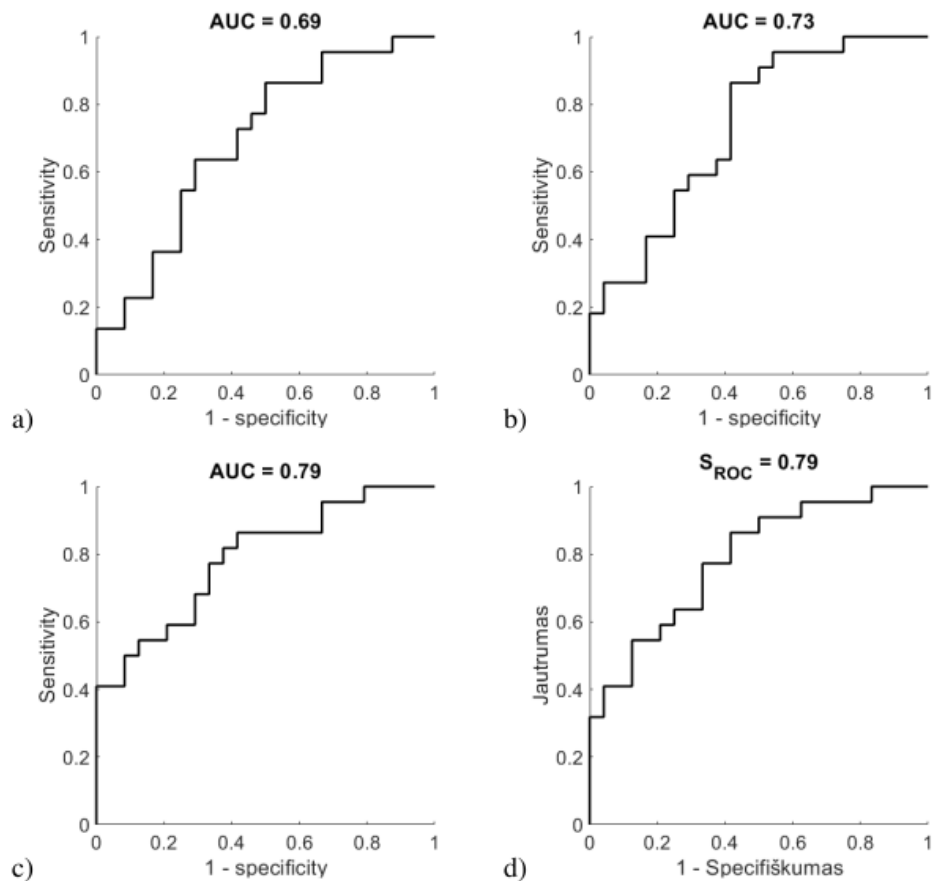 AUC = 0.69
1
0.8
0.6
0.4
0.2
0
Sensitivity
0 0.2 0.4 0.6 0.8 1
1 - specificity
a)
AUC = 0.73
1
0.8
0.6
0.4
0.2
0
Sensitivity
0 0.2 0.4 0.6 0.8 1
1 - specificity
b)
AUC = 0.79
1
0.8
0.6
0.4
0.2
0
Sensitivity
0 0.2 0.4 0.6 0.8 1
1 - specificity
c)
S_ROC = 0.79
1
0.8
0.6
0.4
0.2
0
Jautrumas
0 0.2 0.4 0.6 0.8 1
1 - Specifiškumas
d)